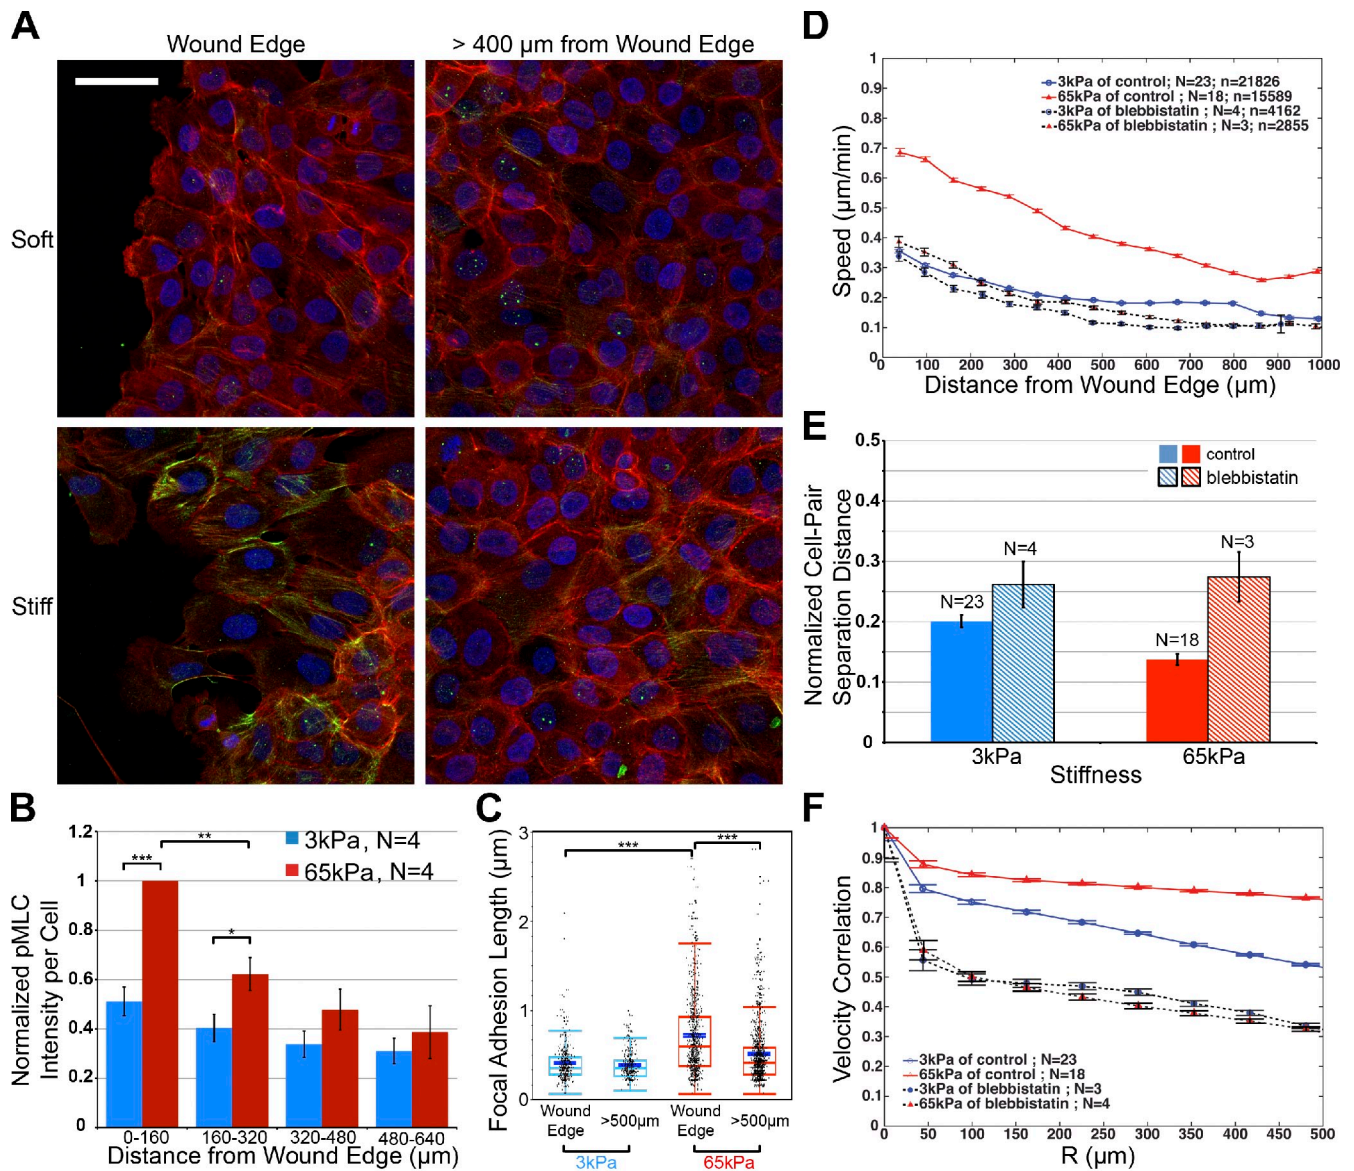 A
Wound Edge
> 400 µm from Wound Edge
Soft
Stiff
B
1.2
1
0.8
0.6
0.4
0.2
0
Normalized pMLC
Intensity per Cell
***
**
*
3kPa, N=4
65kPa, N=4
0-160
160-320
320-480
480-640
Distance from Wound Edge (µm)
C
3
2
1
0
Focal Adhesion Length (µm)
***
***
Wound
Edge
>500µm
Wound
Edge
>500µm
3kPa
65kPa
D
1
0.9
0.8
0.7
0.6
0.5
0.4
0.3
0.2
0.1
0
Speed (µm/min)
3kPa of control; N=23; n=21826
65kPa of control ; N=18; n=15589
3kPa of blebbistatin ; N=4; n=4162
65kPa of blebbistatin ; N=3; n=2855
0 100 200 300 400 500 600 700 800 900 1000
Distance from Wound Edge (µm)
E
0.5
0.4
0.3
0.2
0.1
0
Normalized Cell-Pair
Separation Distance
control
blebbistatin
N=23
N=4
N=18
N=3
3kPa
65kPa
Stiffness
F
1
0.9
0.8
0.7
0.6
0.5
0.4
0.3
0.2
0.1
0
Velocity Correlation
3kPa of control ; N=23
65kPa of control ; N=18
3kPa of blebbistatin ; N=3
65kPa of blebbistatin ; N=4
0 50 100 150 200 250 300 350 400 450 500
R (µm)